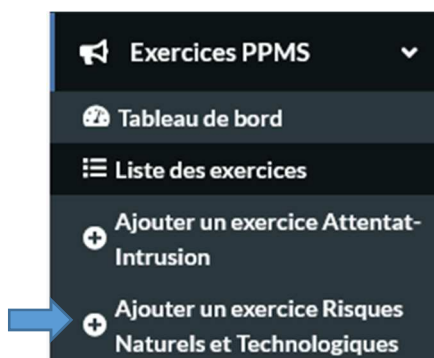 Exercices PPMS
Tableau de bord
Liste des exercices
Ajouter un exercice Attentat-
Intrusion
Ajouter un exercice Risques
Naturels et Technologiques